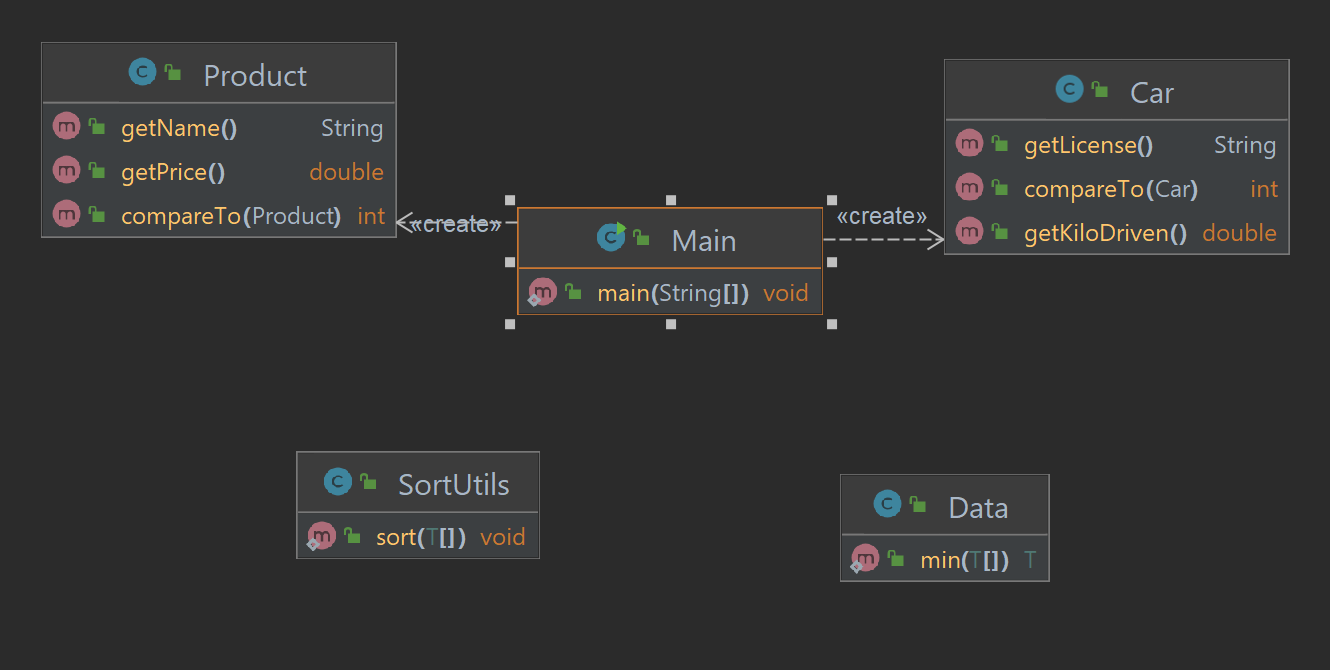 Product
getName() String
getPrice() double
compareTo(Product) int
Car
getLicense() String
compareTo(Car) int
getKiloDriven() double
«create»
«create»
Main
main(String[]) void
SortUtils
sort(T[]) void
Data
min(T[]) T